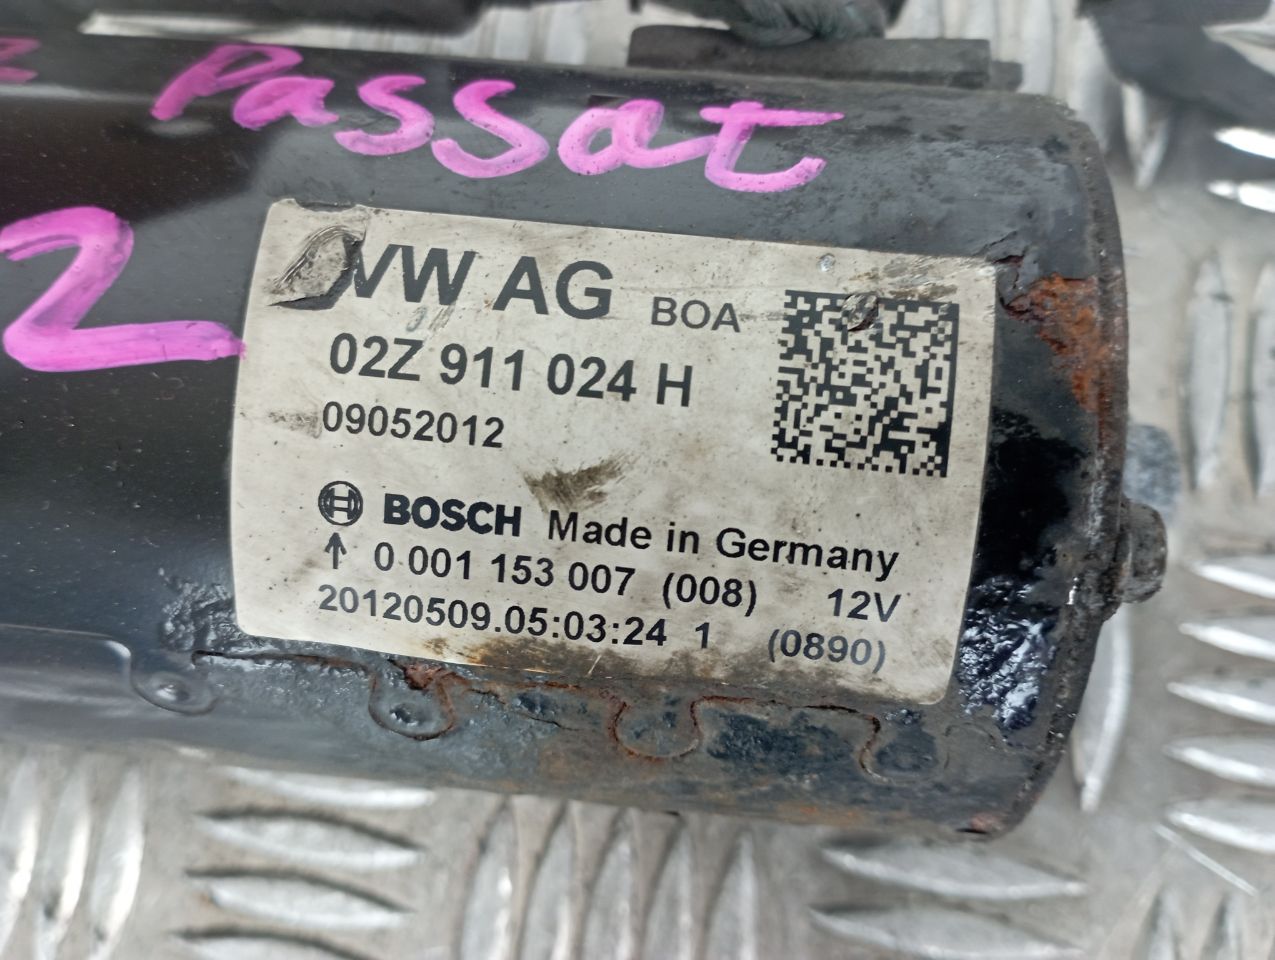 Passat
2
VW AG BOA
02Z 911 024 H
09052012
BOSCH Made in Germany
0 001 153 007 (008) 12V
20120509.05:03:24 1 (0890)